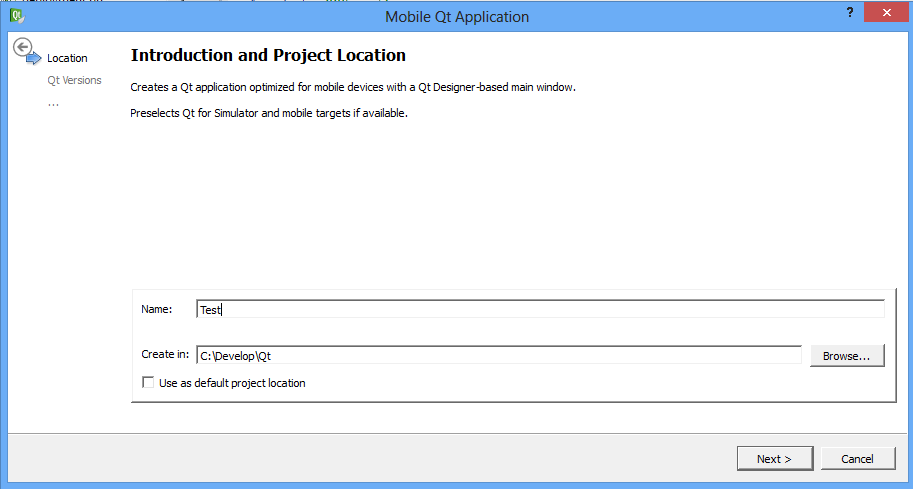 Mobile Qt Application
?
Location
Qt Versions
...
Introduction and Project Location
Creates a Qt application optimized for mobile devices with a Qt Designer-based main window.
Preselects Qt for Simulator and mobile targets if available.
Name: Test
Create in: C:\Develop\Qt Browse...
Use as default project location
Next > Cancel